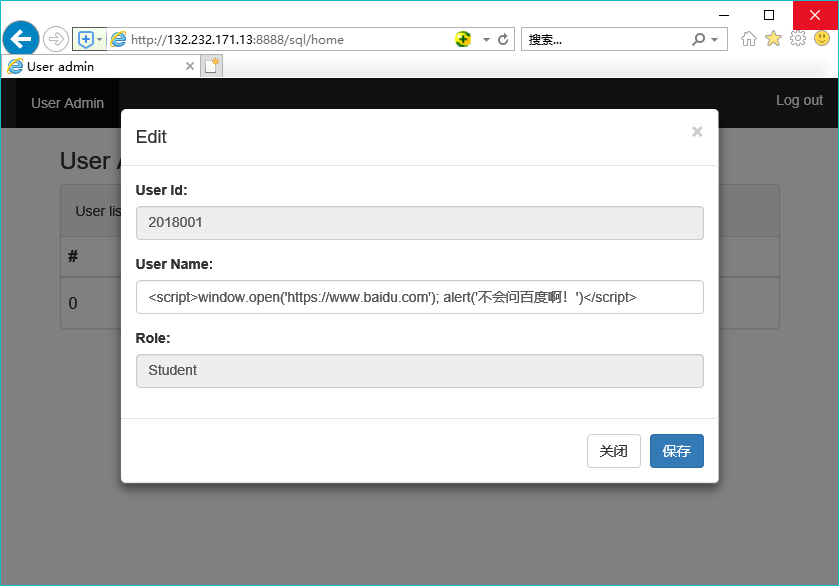 http://132.232.171.13:8888/sql/home
搜索...
User admin
User Admin
Log out
Edit
×
User A
User Id:
User lis
2018001
#
User Name:
0
<script>window.open('https://www.baidu.com'); alert('不会问百度啊！')</script>
Role:
Student
关闭
保存